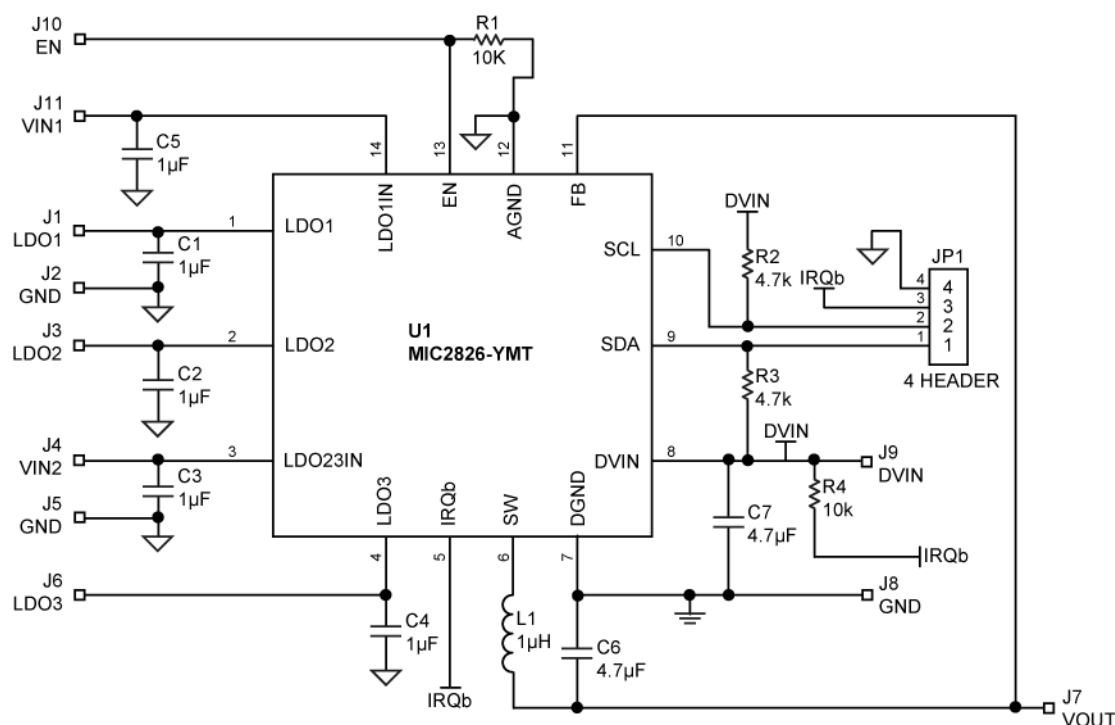 J10
EN
R1
10K
J11
VIN1
C5
1µF
14
13
12
11
LDO1IN
EN
AGND
FB
J1
LDO1
1
LDO1
C1
1µF
J2
GND
J3
LDO2
2
LDO2
C2
1µF
J4
VIN2
3
LDO23IN
C3
1µF
J5
GND
U1
MIC2826-YMT
SCL
10
SDA
9
DVIN
8
DVIN
R2
4.7k
IRQb
JP1
4
4
3
3
2
2
1
1
4 HEADER
R3
4.7k
DVIN
J9
DVIN
R4
10k
C7
4.7µF
IRQb
LDO3
IRQb
SW
DGND
4
5
6
7
J6
LDO3
C4
1µF
IRQb
L1
1µH
C6
4.7µF
J8
GND
J7
VOUT